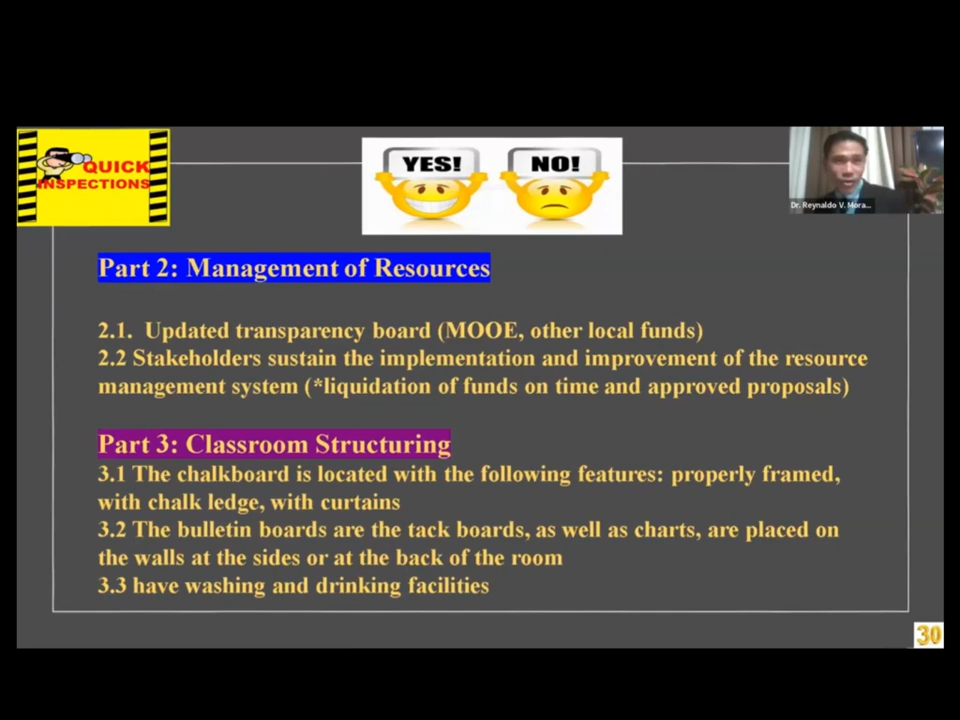 QUICK
INSPECTIONS
YES!
NO!
Dr. Reynaldo V. Mora...
Part 2: Management of Resources
2.1. Updated transparency board (MOOE, other local funds)
2.2 Stakeholders sustain the implementation and improvement of the resource
management system (*liquidation of funds on time and approved proposals)
Part 3: Classroom Structuring
3.1 The chalkboard is located with the following features: properly framed,
with chalk ledge, with curtains
3.2 The bulletin boards are the tack boards, as well as charts, are placed on
the walls at the sides or at the back of the room
3.3 have washing and drinking facilities
30